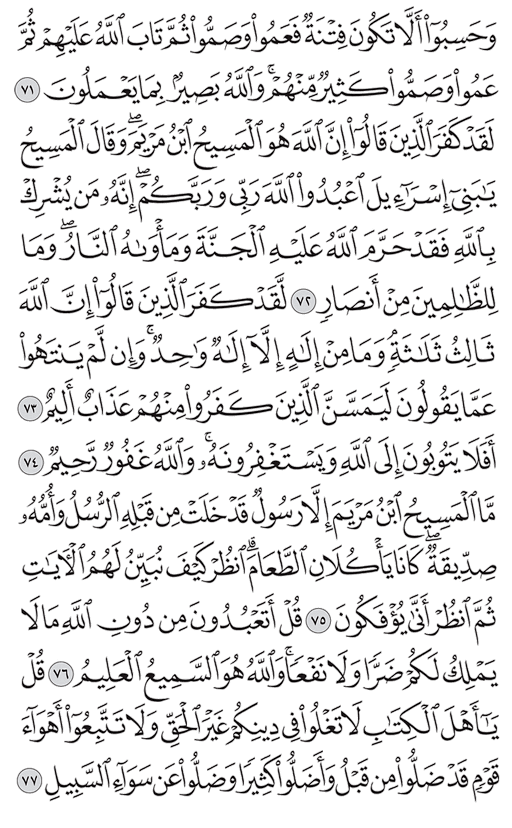 وَحَسِبُوٓا۟ أَلَّا تَكُونَ فِتْنَةٌ فَعَمُوا۟ وَصَمُّوا۟ ثُمَّ تَابَ ٱللَّهُ عَلَيْهِمْ ثُمَّ
عَمُوا۟ وَصَمُّوا۟ كَثِيرٌ مِّنْهُمْ ۚ وَٱللَّهُ بَصِيرٌۢ بِمَا يَعْمَلُونَ ٧١
لَقَدْ كَفَرَ ٱلَّذِينَ قَالُوٓا۟ إِنَّ ٱللَّهَ هُوَ ٱلْمَسِيحُ ٱبْنُ مَرْيَمَ ۖ وَقَالَ ٱلْمَسِيحُ
يَـٰبَنِىٓ إِسْرَٰٓءِيلَ ٱعْبُدُوا۟ ٱللَّهَ رَبِّى وَرَبَّكُمْ ۖ إِنَّهُۥ مَن يُشْرِكْ
بِٱللَّهِ فَقَدْ حَرَّمَ ٱللَّهُ عَلَيْهِ ٱلْجَنَّةَ وَمَأْوَىٰهُ ٱلنَّارُ ۖ وَمَا
لِلظَّـٰلِمِينَ مِنْ أَنصَارٍ ٧٢ لَّقَدْ كَفَرَ ٱلَّذِينَ قَالُوٓا۟ إِنَّ ٱللَّهَ
ثَالِثُ ثَلَـٰثَةٍ ۘ وَمَا مِنْ إِلَـٰهٍ إِلَّآ إِلَـٰهٌ وَٰحِدٌ ۚ وَإِن لَّمْ يَنتَهُوا۟
عَمَّا يَقُولُونَ لَيَمَسَّنَّ ٱلَّذِينَ كَفَرُوا۟ مِنْهُمْ عَذَابٌ أَلِيمٌ ٧٣
أَفَلَا يَتُوبُونَ إِلَى ٱللَّهِ وَيَسْتَغْفِرُونَهُۥ ۚ وَٱللَّهُ غَفُورٌ رَّحِيمٌ ٧٤
مَّا ٱلْمَسِيحُ ٱبْنُ مَرْيَمَ إِلَّا رَسُولٌ قَدْ خَلَتْ مِن قَبْلِهِ ٱلرُّسُلُ وَأُمُّهُۥ
صِدِّيقَةٌ ۖ كَانَا يَأْكُلَانِ ٱلطَّعَامَ ۗ ٱنظُرْ كَيْفَ نُبَيِّنُ لَهُمُ ٱلْـَٔايَـٰتِ
ثُمَّ ٱنظُرْ أَنَّىٰ يُؤْفَكُونَ ٧٥ قُلْ أَتَعْبُدُونَ مِن دُونِ ٱللَّهِ مَا لَا
يَمْلِكُ لَكُمْ ضَرًّا وَلَا نَفْعًا ۚ وَٱللَّهُ هُوَ ٱلسَّمِيعُ ٱلْعَلِيمُ ٧٦ قُلْ
يَـٰٓأَهْلَ ٱلْكِتَـٰبِ لَا تَغْلُوا۟ فِى دِينِكُمْ غَيْرَ ٱلْحَقِّ وَلَا تَتَّبِعُوٓا۟ أَهْوَآءَ
قَوْمٍ قَدْ ضَلُّوا۟ مِن قَبْلُ وَأَضَلُّوا۟ كَثِيرًا وَضَلُّوا۟ عَن سَوَآءِ ٱلسَّبِيلِ ٧٧